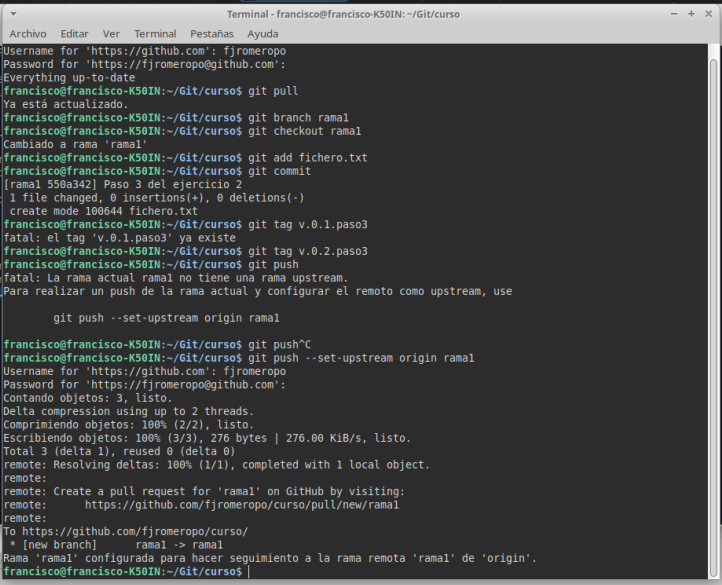 Terminal - francisco@francisco-K50IN: ~/Git/curso
Archivo Editar Ver Terminal Pestañas Ayuda
Username for 'https://github.com': fjromeropo
Password for 'https://fjromeropo@github.com':
Everything up-to-date
francisco@francisco-K50IN:~/Git/curso$ git pull
Ya está actualizado.
francisco@francisco-K50IN:~/Git/curso$ git branch rama1
francisco@francisco-K50IN:~/Git/curso$ git checkout rama1
Cambiado a rama 'rama1'
francisco@francisco-K50IN:~/Git/curso$ git add fichero.txt
francisco@francisco-K50IN:~/Git/curso$ git commit
[rama1 550a342] Paso 3 del ejercicio 2
 1 file changed, 0 insertions(+), 0 deletions(-)
 create mode 100644 fichero.txt
francisco@francisco-K50IN:~/Git/curso$ git tag v.0.1.paso3
fatal: el tag 'v.0.1.paso3' ya existe
francisco@francisco-K50IN:~/Git/curso$ git tag v.0.2.paso3
francisco@francisco-K50IN:~/Git/curso$ git push
fatal: La rama actual rama1 no tiene una rama upstream.
Para realizar un push de la rama actual y configurar el remoto como upstream, use
git push --set-upstream origin rama1
francisco@francisco-K50IN:~/Git/curso$ git push^C
francisco@francisco-K50IN:~/Git/curso$ git push --set-upstream origin rama1
Username for 'https://github.com': fjromeropo
Password for 'https://fjromeropo@github.com':
Contando objetos: 3, listo.
Delta compression using up to 2 threads.
Comprimiendo objetos: 100% (2/2), listo.
Escribiendo objetos: 100% (3/3), 276 bytes | 276.00 KiB/s, listo.
Total 3 (delta 1), reused 0 (delta 0)
remote: Resolving deltas: 100% (1/1), completed with 1 local object.
remote:
remote: Create a pull request for 'rama1' on GitHub by visiting:
remote:      https://github.com/fjromeropo/curso/pull/new/rama1
remote:
To https://github.com/fjromeropo/curso/
 * [new branch]      rama1 -> rama1
Rama 'rama1' configurada para hacer seguimiento a la rama remota 'rama1' de 'origin'.
francisco@francisco-K50IN:~/Git/curso$